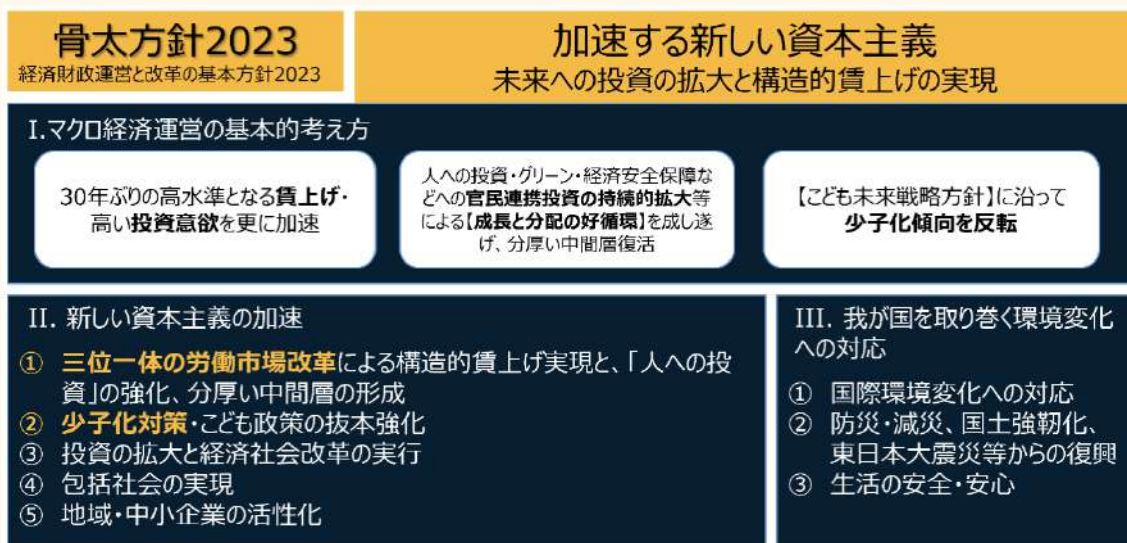 骨太方針2023
経済財政運営と改革の基本方針2023
加速する新しい資本主義
未来への投資の拡大と構造的賃上げの実現
I.マクロ経済運営の基本的考え方
30年ぶりの高水準となる賃上げ・
高い投資意欲を更に加速
人への投資・グリーン・経済安全保障な
どへの官民連携投資の持続的拡大等
による【成長と分配の好循環】を成し遂
げ、分厚い中間層復活
【こども未来戦略方針】に沿って
少子化傾向を反転
II. 新しい資本主義の加速
① 三位一体の労働市場改革による構造的賃上げ実現と、「人への投
資」の強化、分厚い中間層の形成
② 少子化対策・こども政策の抜本強化
③ 投資の拡大と経済社会改革の実行
④ 包括社会の実現
⑤ 地域・中小企業の活性化
III. 我が国を取り巻く環境変化
への対応
① 国際環境変化への対応
② 防災・減災、国土強靭化、
東日本大震災等からの復興
③ 生活の安全・安心